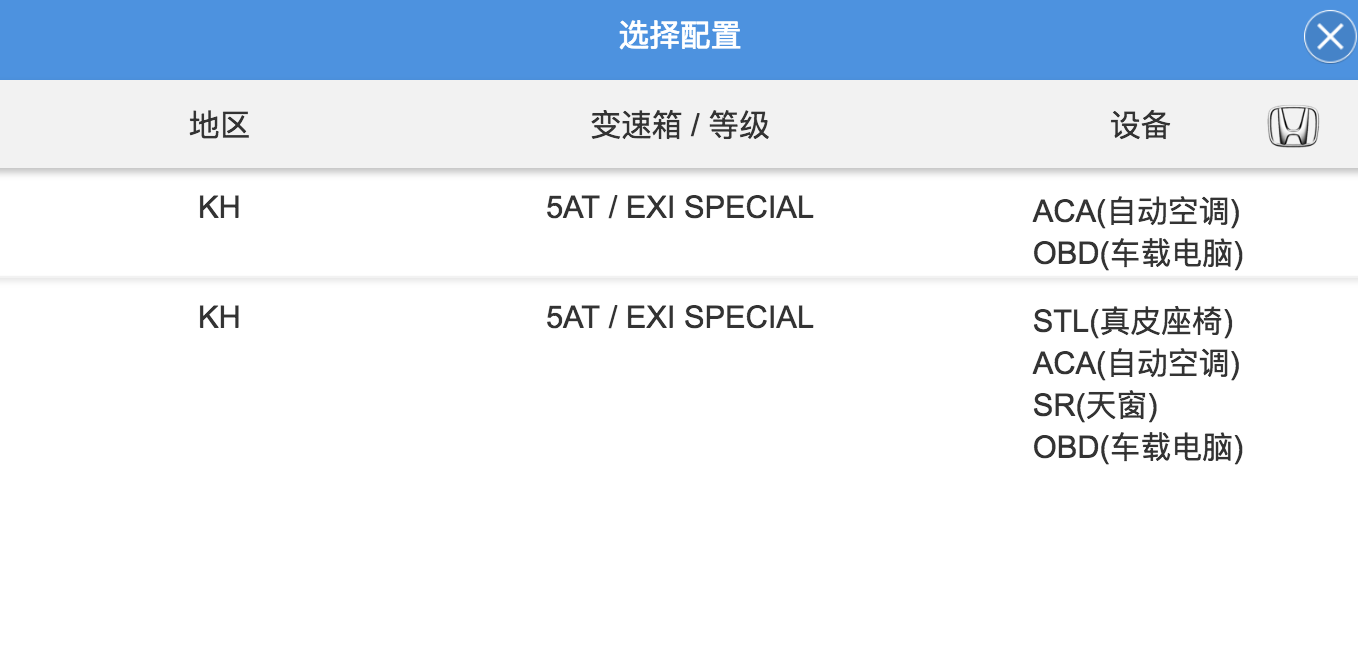 选择配置
地区 变速箱 / 等级 设备
KH 5AT / EXI SPECIAL ACA(自动空调)
OBD(车载电脑)
KH 5AT / EXI SPECIAL STL(真皮座椅)
ACA(自动空调)
SR(天窗)
OBD(车载电脑)